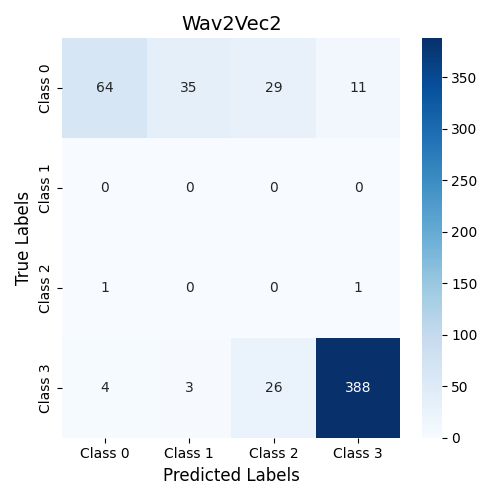 Wav2Vec2
True Labels
Class 0
64 35 29 11
Class 1
0 0 0 0
Class 2
1 0 0 1
Class 3
4 3 26 388
Class 0 Class 1 Class 2 Class 3
Predicted Labels
350
300
250
200
150
100
50
0